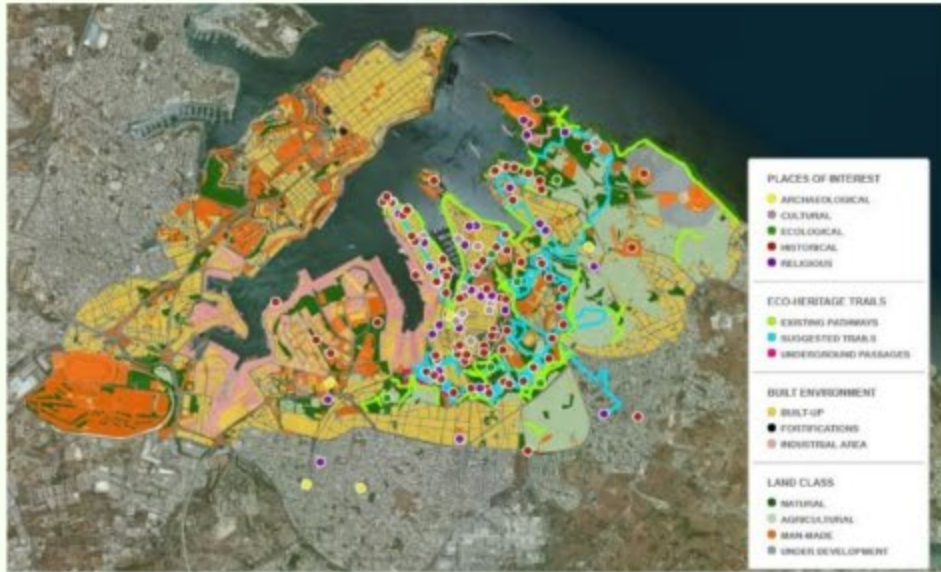 PLACES OF INTEREST
ARCHAEOLOGICAL
CULTURAL
ECOLOGICAL
HISTORICAL
RELIGIOUS
ECO-HERITAGE TRAILS
EXISTING PATHWAYS
SUGGESTED TRAILS
UNDERGROUND PASSAGES
BUILT ENVIRONMENT
BUILT-UP
FORTIFICATIONS
INDUSTRIAL AREA
LAND CLASS
NATURAL
AGRICULTURAL
MAN-MADE
UNDER DEVELOPMENT